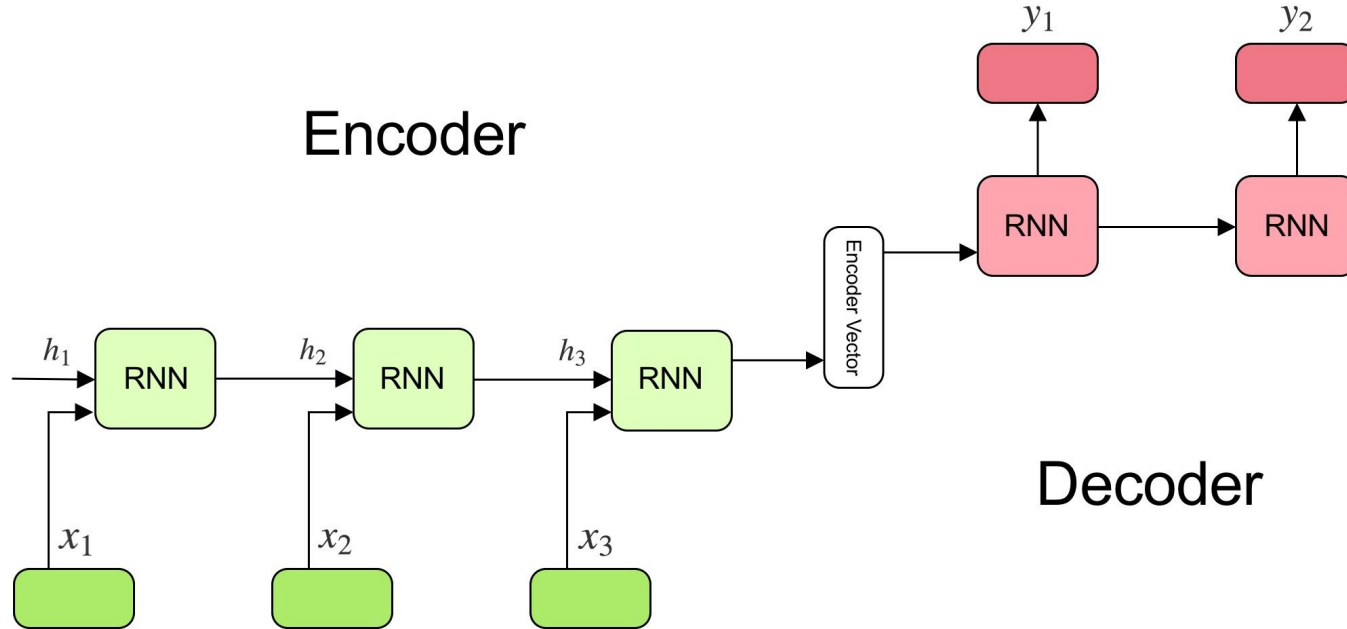 y₁
y₂
Encoder
RNN
RNN
Encoder Vector
h₁
RNN
h₂
RNN
h₃
RNN
Decoder
x₁
x₂
x₃